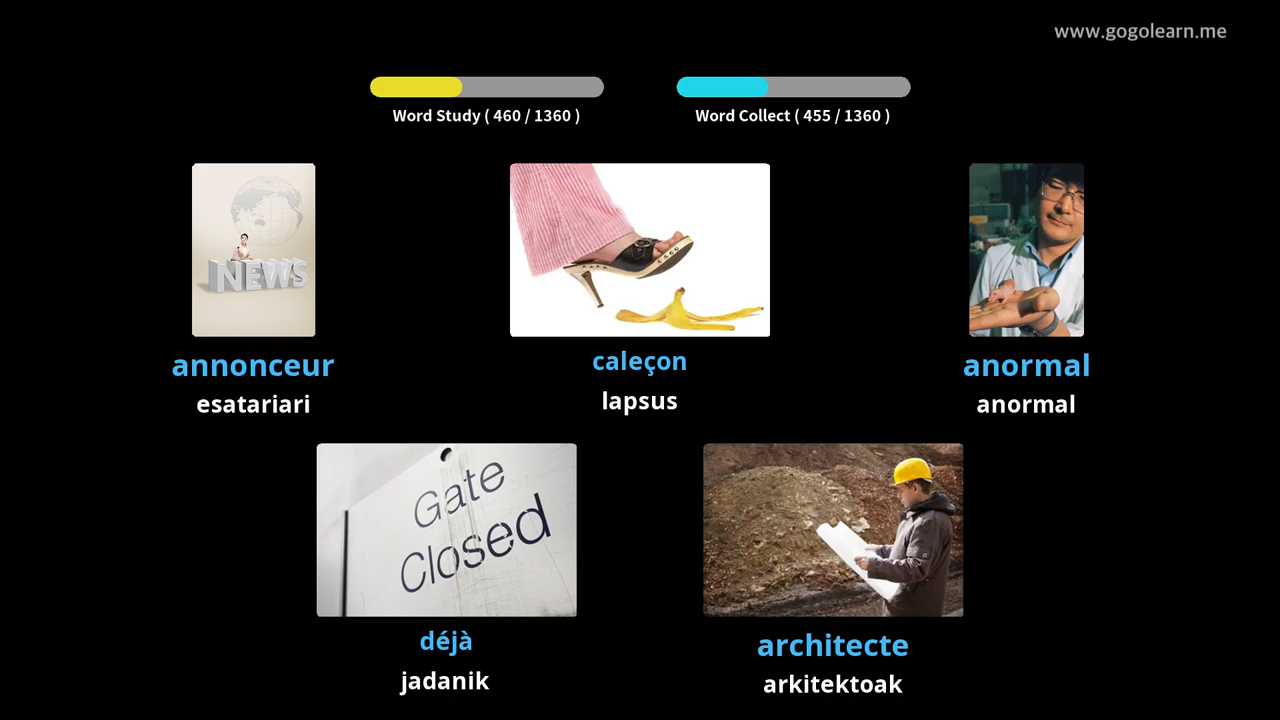 www.gogolearn.me
Word Study ( 460 / 1360 )
Word Collect ( 455 / 1360 )
NEWS
annonceur
esatariari
caleçon
lapsus
anormal
anormal
Gate
Closed
déjà
jadanik
architecte
arkitektoak